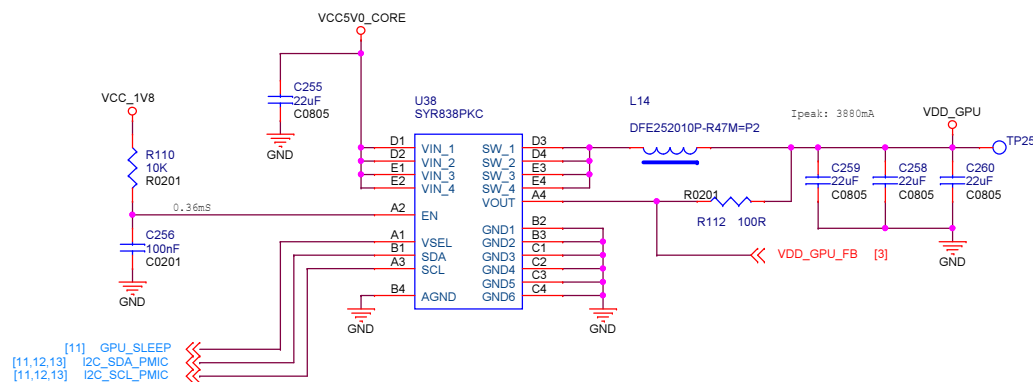 VCC5V0_CORE
C255
22uF
C0805
GND
VCC_1V8
R110
10K
R0201
0.36mS
C256
100nF
C0201
GND
U38
SYR838PKC
D1 VIN_1 SW_1 D3
D2 VIN_2 SW_2 D4
E1 VIN_3 SW_3 E3
E2 VIN_4 SW_4 E4
VOUT A4
A2 EN
GND1 B2
A1 VSEL GND2 B3
B1 SDA GND3 C1
A3 SCL GND4 C2
GND5 C3
B4 AGND GND6 C4
GND
GND
L14
DFE252010P-R47M=P2
Ipeak: 3880mA
VDD_GPU
TP25
R0201
R112 100R
C259
22uF
C0805
C258
22uF
C0805
C260
22uF
C0805
GND
VDD_GPU_FB [3]
[11] GPU_SLEEP
[11,12,13] I2C_SDA_PMIC
[11,12,13] I2C_SCL_PMIC